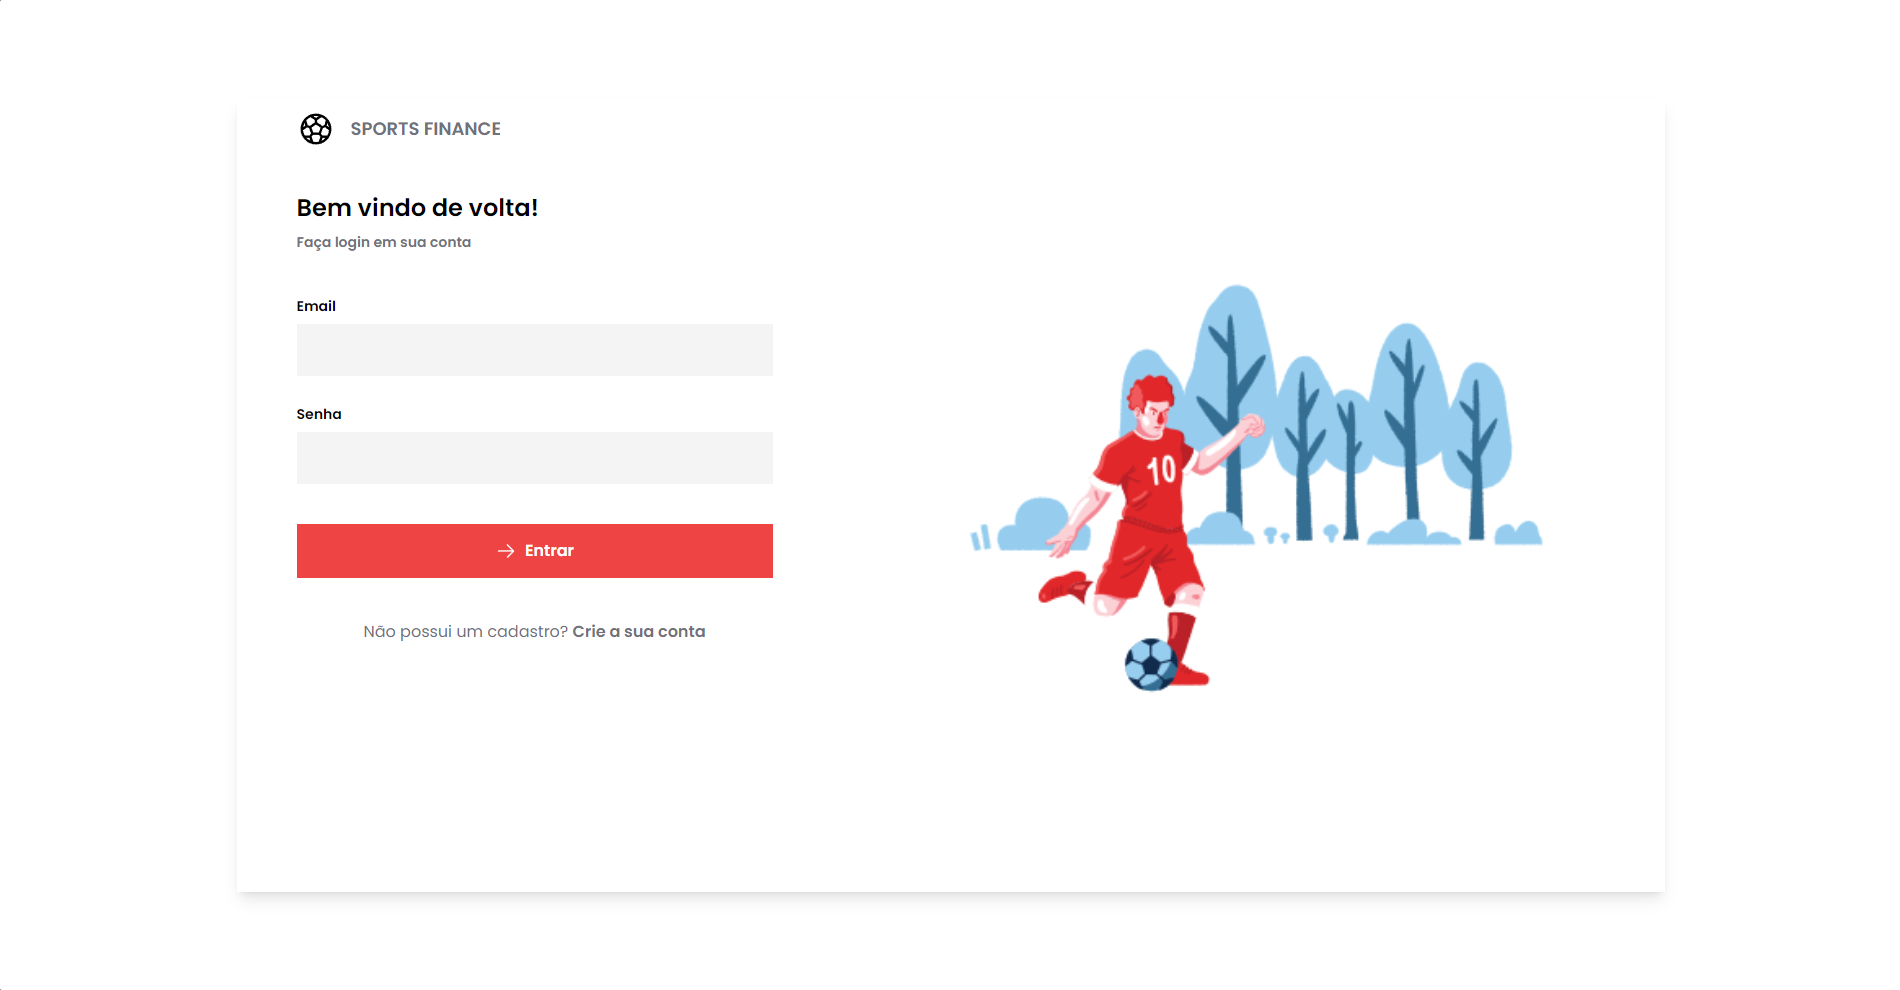 SPORTS FINANCE
Bem vindo de volta!
Faça login em sua conta
Email
Senha
Entrar
Não possui um cadastro? Crie a sua conta
10